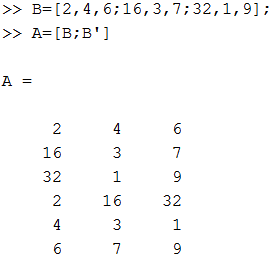 >> B=[2,4,6;16,3,7;32,1,9];
>> A=[B;B']
A =
2 4 6
16 3 7
32 1 9
2 16 32
4 3 1
6 7 9